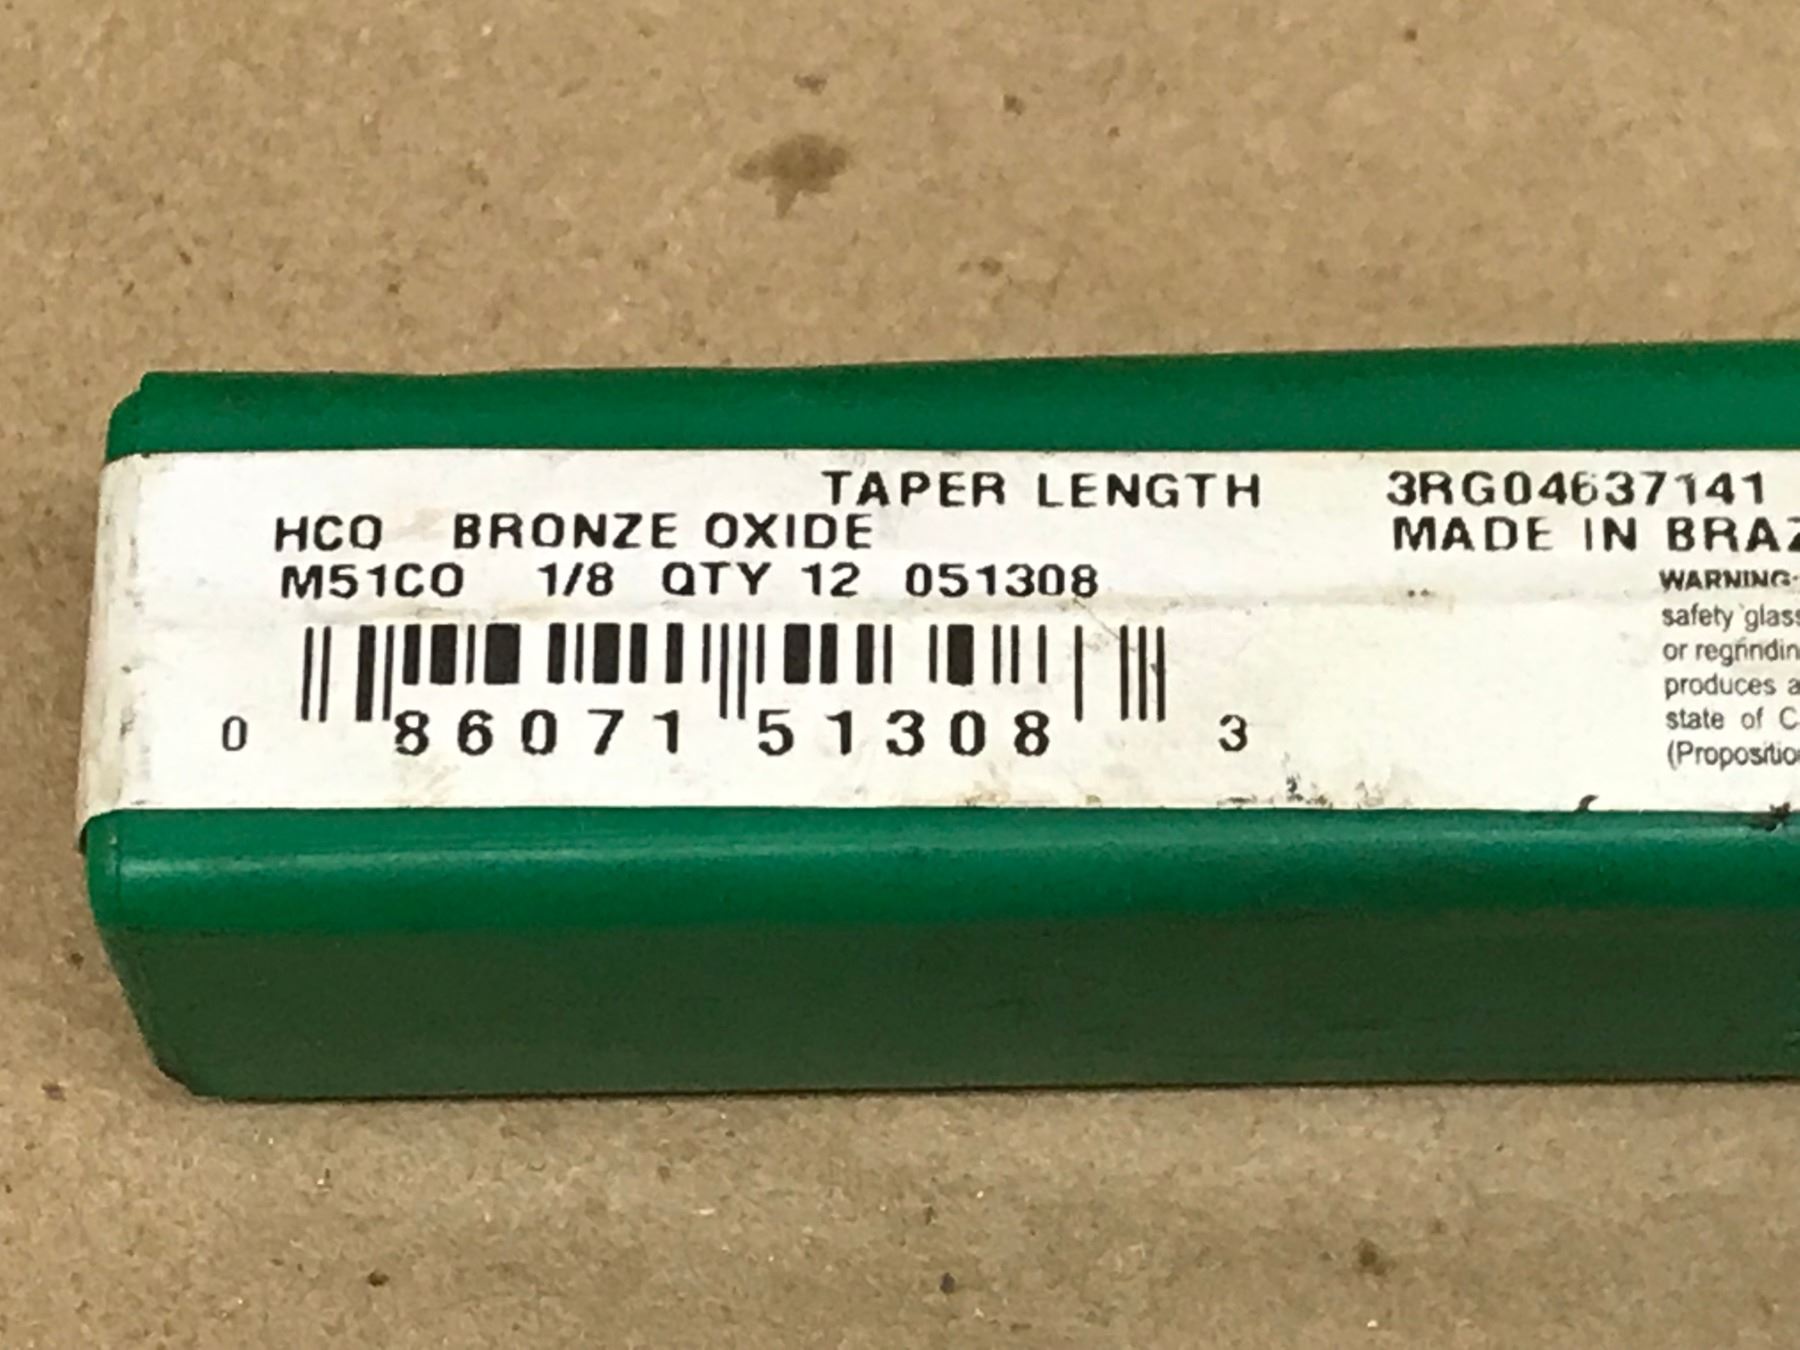 TAPER LENGTH 3RG04637141
HCO BRONZE OXIDE MADE IN BRAZ
M51CO 1/8 QTY 12 051308
WARNING:
safety glass
or regrindin
produces a
state of C
(Propositio
0 86071 51308 3